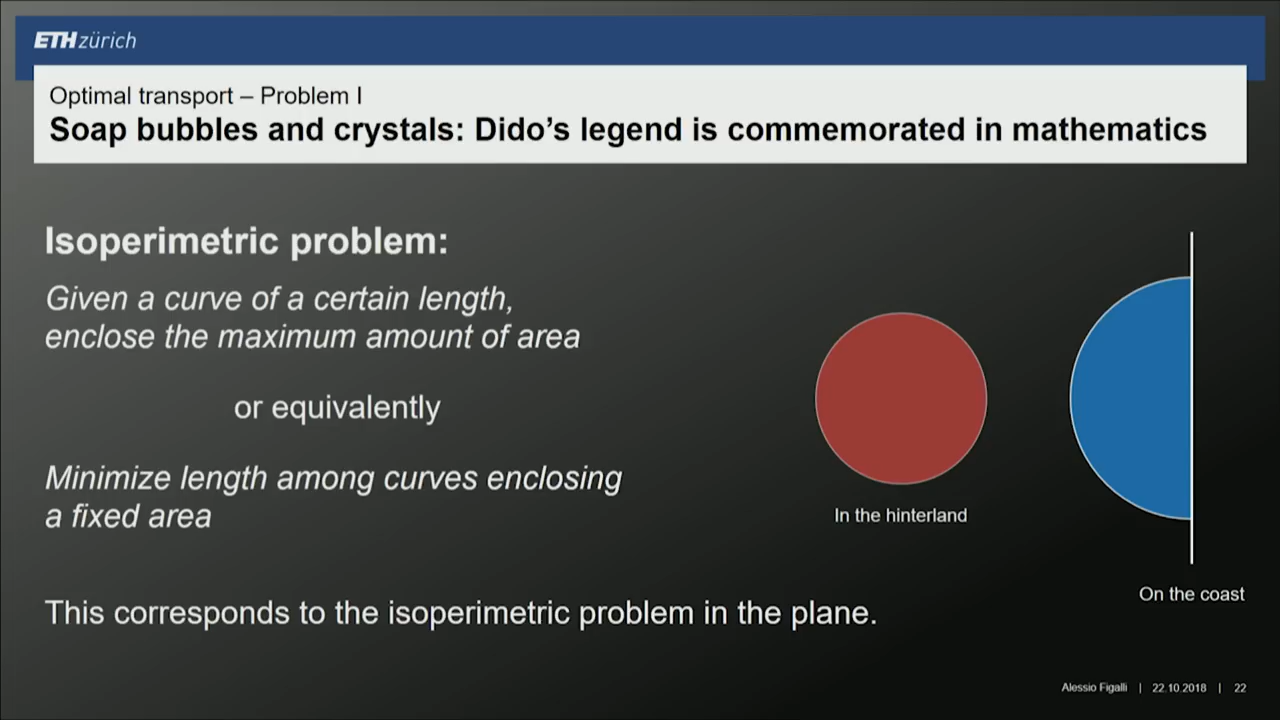 ETH zürich
Optimal transport – Problem I
Soap bubbles and crystals: Dido's legend is commemorated in mathematics
Isoperimetric problem:
Given a curve of a certain length,
enclose the maximum amount of area
or equivalently
Minimize length among curves enclosing
a fixed area
In the hinterland
On the coast
This corresponds to the isoperimetric problem in the plane.
Alessio Figalli | 22.10.2018 | 22